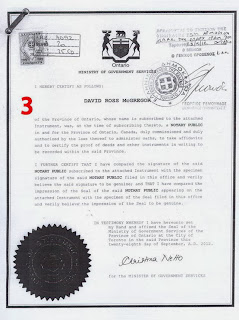 Ontario
MINISTRY OF GOVERNMENT SERVICES
I HEREBY CERTIFY AS FOLLOWS:
DAVID ROSS McGREGOR
3
of the Province of Ontario, whose name is subscribed to the attached
instrument, was, at the time of subscribing thereto, a NOTARY PUBLIC
in and for the Province of Ontario, Canada, duly commissioned and duly
authorized by the laws thereof to administer oaths, to take affidavits
and to certify the proof of deeds and other instruments in writing to
be recorded within the said Province.
I FURTHER CERTIFY that I have compared the signature of the said
NOTARY PUBLIC subscribed to the attached instrument with the specimen
signature of the said NOTARY PUBLIC filed in this office and verily
believe the said signature to be genuine; and THAT I have compared the
impression of the Seal of the said NOTARY PUBLIC appearing on the
attached instrument with the specimen of the Seal filed in this office
and verily believe the impression of the Seal to be genuine.
IN TESTIMONY WHEREOF I have hereunto set
my Hand and affixed the Seal of the
Ministry of Government Services of the
Province of Ontario at the City of
Toronto in the said Province this
day of September, A.D. 2010.
Christina Netto
For the MINISTRY OF GOVERNMENT SERVICES